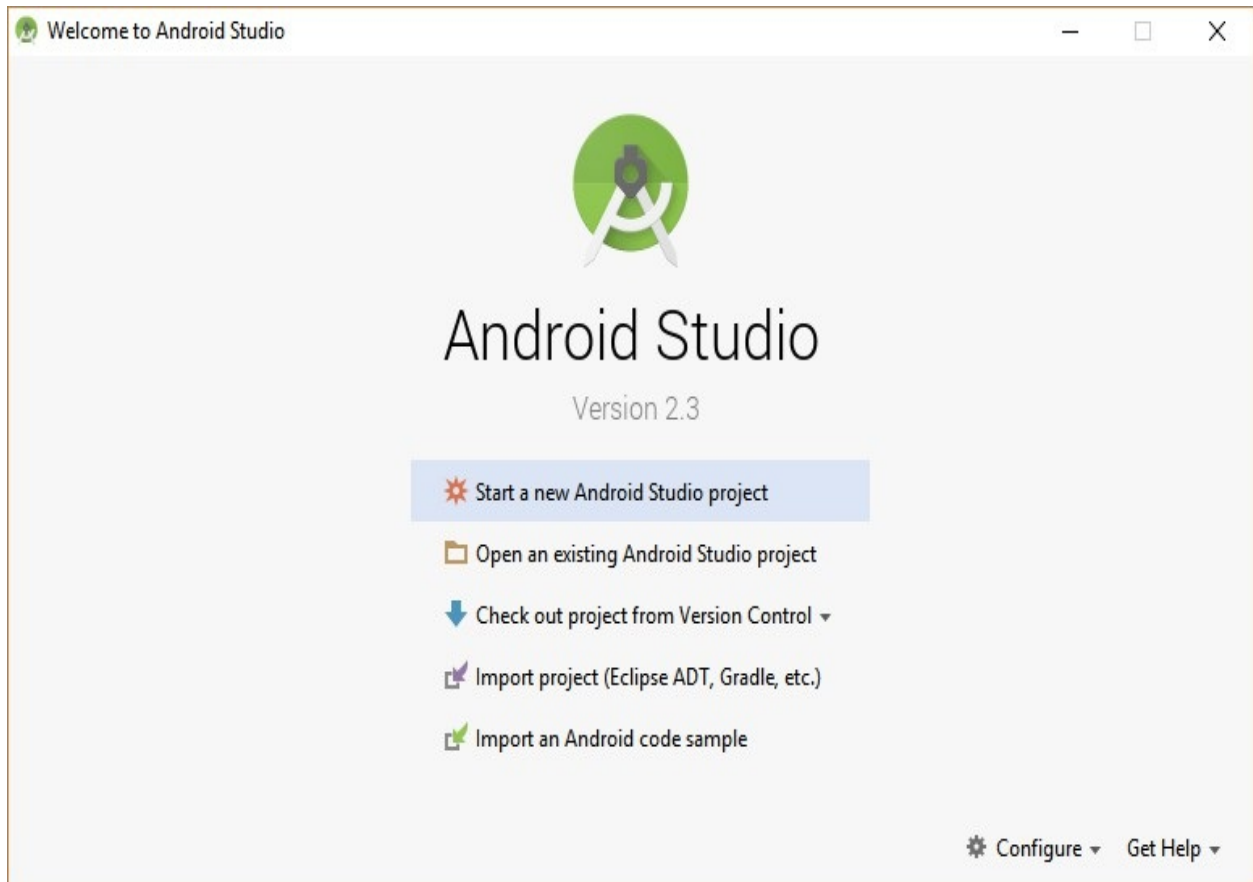 Welcome to Android Studio
Android Studio
Version 2.3
Start a new Android Studio project
Open an existing Android Studio project
Check out project from Version Control
Import project (Eclipse ADT, Gradle, etc.)
Import an Android code sample
Configure Get Help